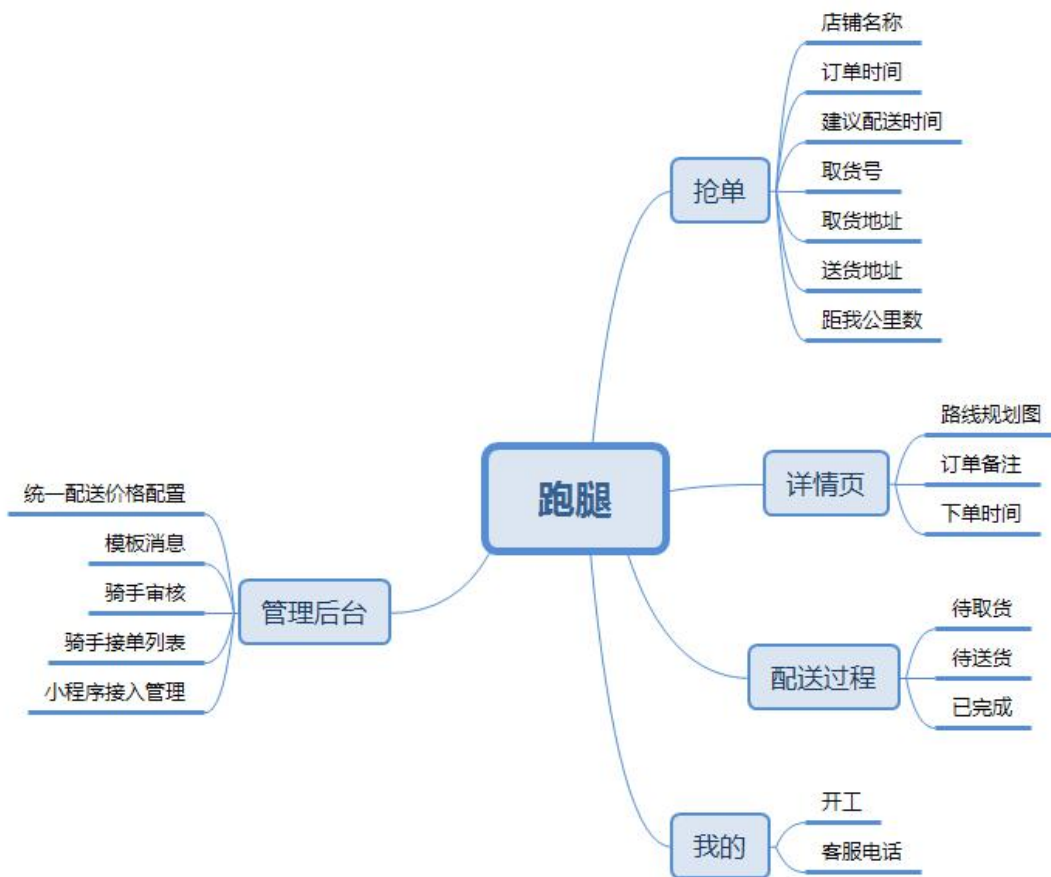 跑腿
抢单
店铺名称
订单时间
建议配送时间
取货号
取货地址
送货地址
距我公里数
详情页
路线规划图
订单备注
下单时间
配送过程
待取货
待送货
已完成
我的
开工
客服电话
管理后台
统一配送价格配置
模板消息
骑手审核
骑手接单列表
小程序接入管理